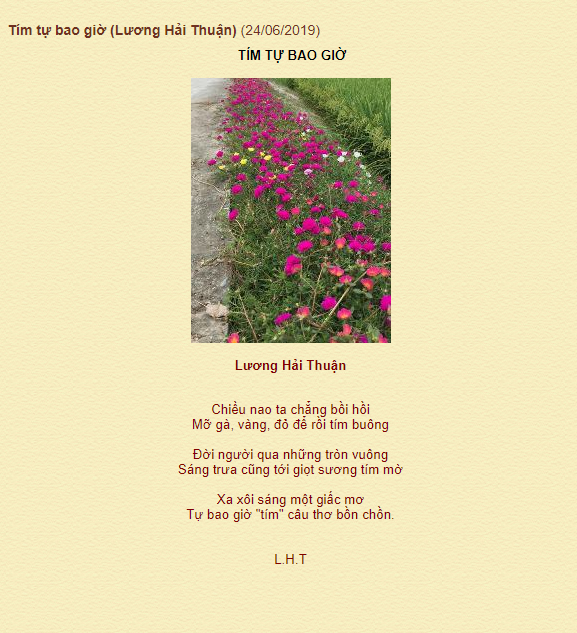 Tím tự bao giờ (Lương Hải Thuận) (24/06/2019)
TÍM TỰ BAO GIỜ
Lương Hải Thuận
Chiều nao ta chẳng bồi hồi
Mỡ gà, vàng, đỏ để rồi tím buông
Đời người qua những tròn vuông
Sáng trưa cũng tới giọt sương tím mờ
Xa xôi sáng một giấc mơ
Tự bao giờ "tím" câu thơ bồn chồn.
L.H.T